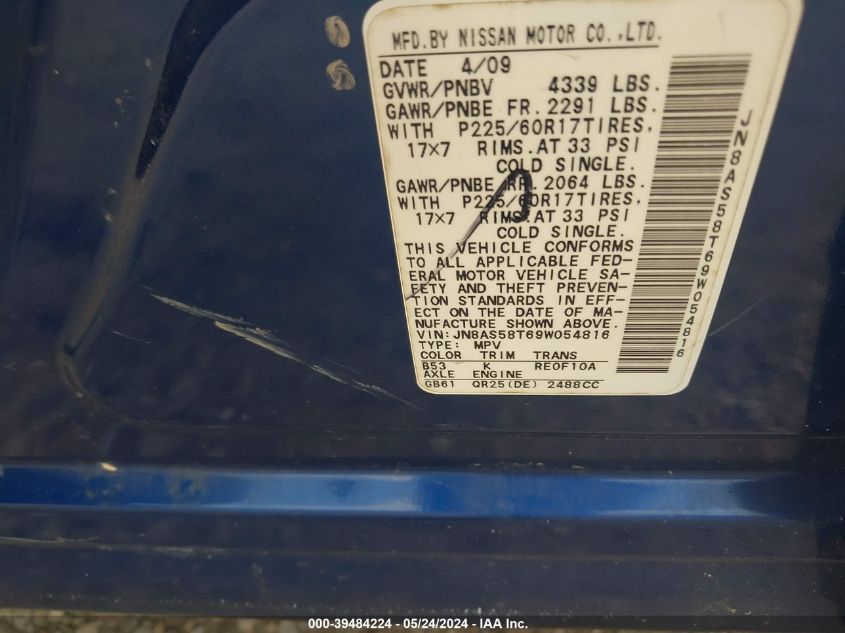 MFD.BY NISSAN MOTOR CO.,LTD.
DATE 4/09
GVWR/PNBV 4339 LBS.
GAWR/PNBE FR.2291 LBS.
WITH P225/60R17TIRES,
17×7 RIMS.AT 33 PSI
COLD SINGLE.
GAWR/PNBE RR.2064 LBS.
WITH P225/60R17TIRES,
17×7 RIMS.AT 33 PSI
COLD SINGLE.
THIS VEHICLE CONFORMS
TO ALL APPLICABLE FED-
ERAL MOTOR VEHICLE SA-
FETY AND THEFT PREVEN-
TION STANDARDS IN EFF-
ECT ON THE DATE OF MA-
NUFACTURE SHOWN ABOVE.
VIN:JN8AS58T69W054816
TYPE: MPV
COLOR TRIM TRANS
B53 K RE0F10A
AXLE ENGINE
GB61 QR25(DE) 2488CC
JN8AS58T69W054816
000-39484224 - 05/24/2024 - IAAI.com.